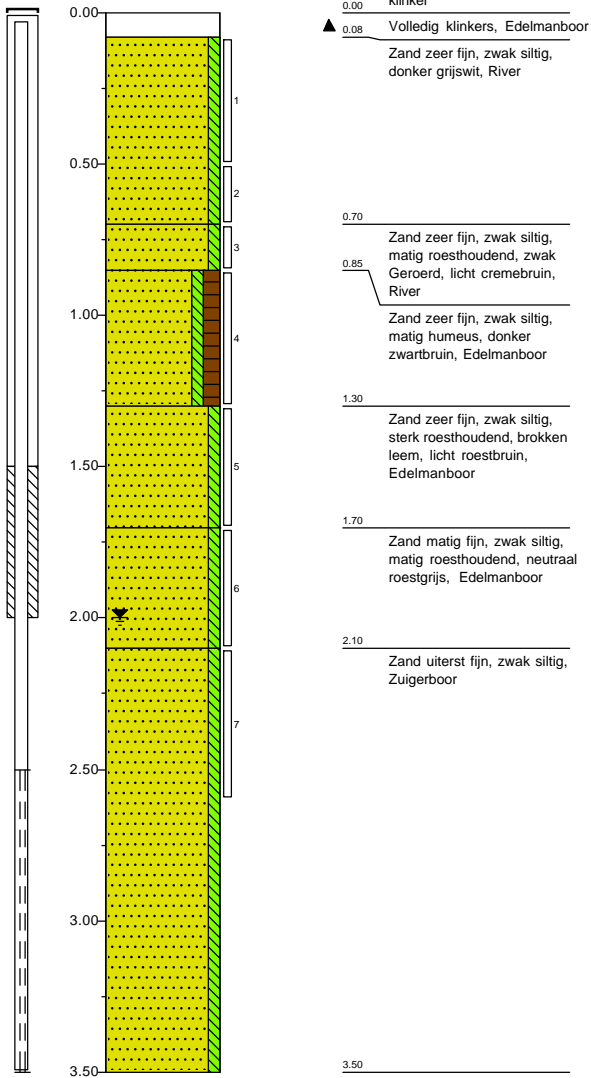 klinker
0.00
Volledig klinkers, Edelmanboor
0.08
Zand zeer fijn, zwak siltig,
donker grijswit, River
0.70
Zand zeer fijn, zwak siltig,
matig roesthoudend, zwak
Geroerd, licht cremebruin,
River
0.85
Zand zeer fijn, zwak siltig,
matig humeus, donker
zwartbruin, Edelmanboor
1.30
Zand zeer fijn, zwak siltig,
sterk roesthoudend, brokken
leem, licht roestbruin,
Edelmanboor
1.70
Zand matig fijn, zwak siltig,
matig roesthoudend, neutraal
roestgrijs, Edelmanboor
2.10
Zand uiterst fijn, zwak siltig,
Zuigerboor
3.50
0.00
0.50
1.00
1.50
2.00
2.50
3.00
3.50
1
2
3
4
5
6
7